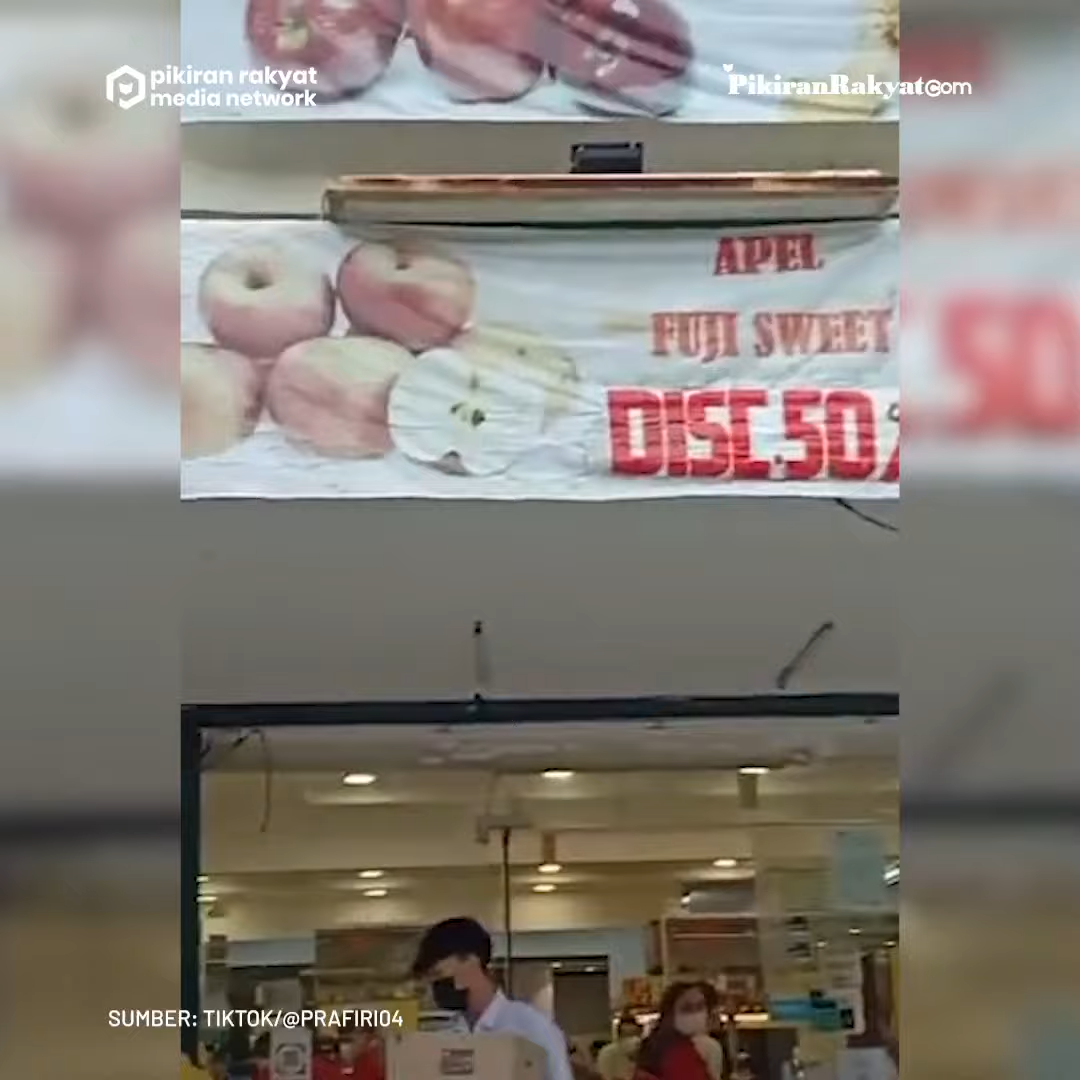 pikiran rakyat
media network
PikiranRakyat.com
APEL
FUJI SWEET
DISC.50%
SUMBER: TIKTOK/@PRAFIRI04